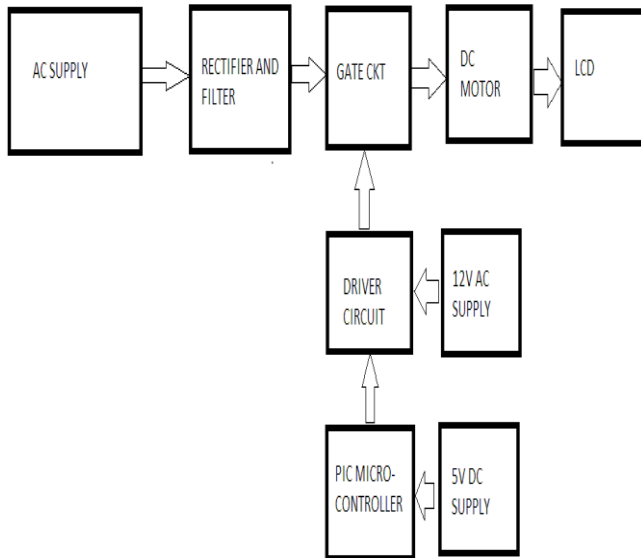 AC SUPPLY
RECTIFIER AND
FILTER
GATE CKT
DC
MOTOR
LCD
DRIVER
CIRCUIT
12V AC
SUPPLY
PIC MICRO-
CONTROLLER
5V DC
SUPPLY